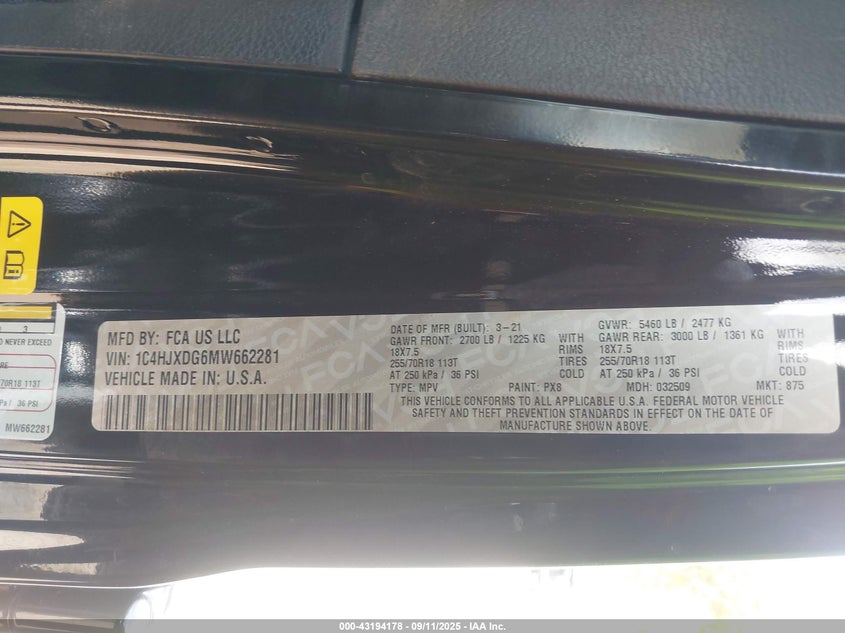 MFD BY: FCA US LLC
VIN: 1C4HJXDG6MW662281
VEHICLE MADE IN: U.S.A.
DATE OF MFR (BUILT): 3-21 GVWR: 5460 LB / 2477 KG
GAWR FRONT: 2700 LB / 1225 KG WITH GAWR REAR: 3000 LB / 1361 KG WITH
18X7.5 RIMS 18X7.5 RIMS
255/70R18 113T TIRES 255/70R18 113T TIRES
AT 250 kPa / 36 PSI COLD AT 250 kPa / 36 PSI COLD
TYPE: MPV PAINT: PX8 MDH: 032509 MKT: 875
THIS VEHICLE CONFORMS TO ALL APPLICABLE U.S.A. FEDERAL MOTOR VEHICLE
SAFETY AND THEFT PREVENTION STANDARDS IN EFFECT ON THE DATE OF
MANUFACTURE SHOWN ABOVE.
3
D NEVER EXCEED
70R18 113T
Pa / 36 PSI
MW662281
000-43194178 - 09/11/2025 - IAA Inc.